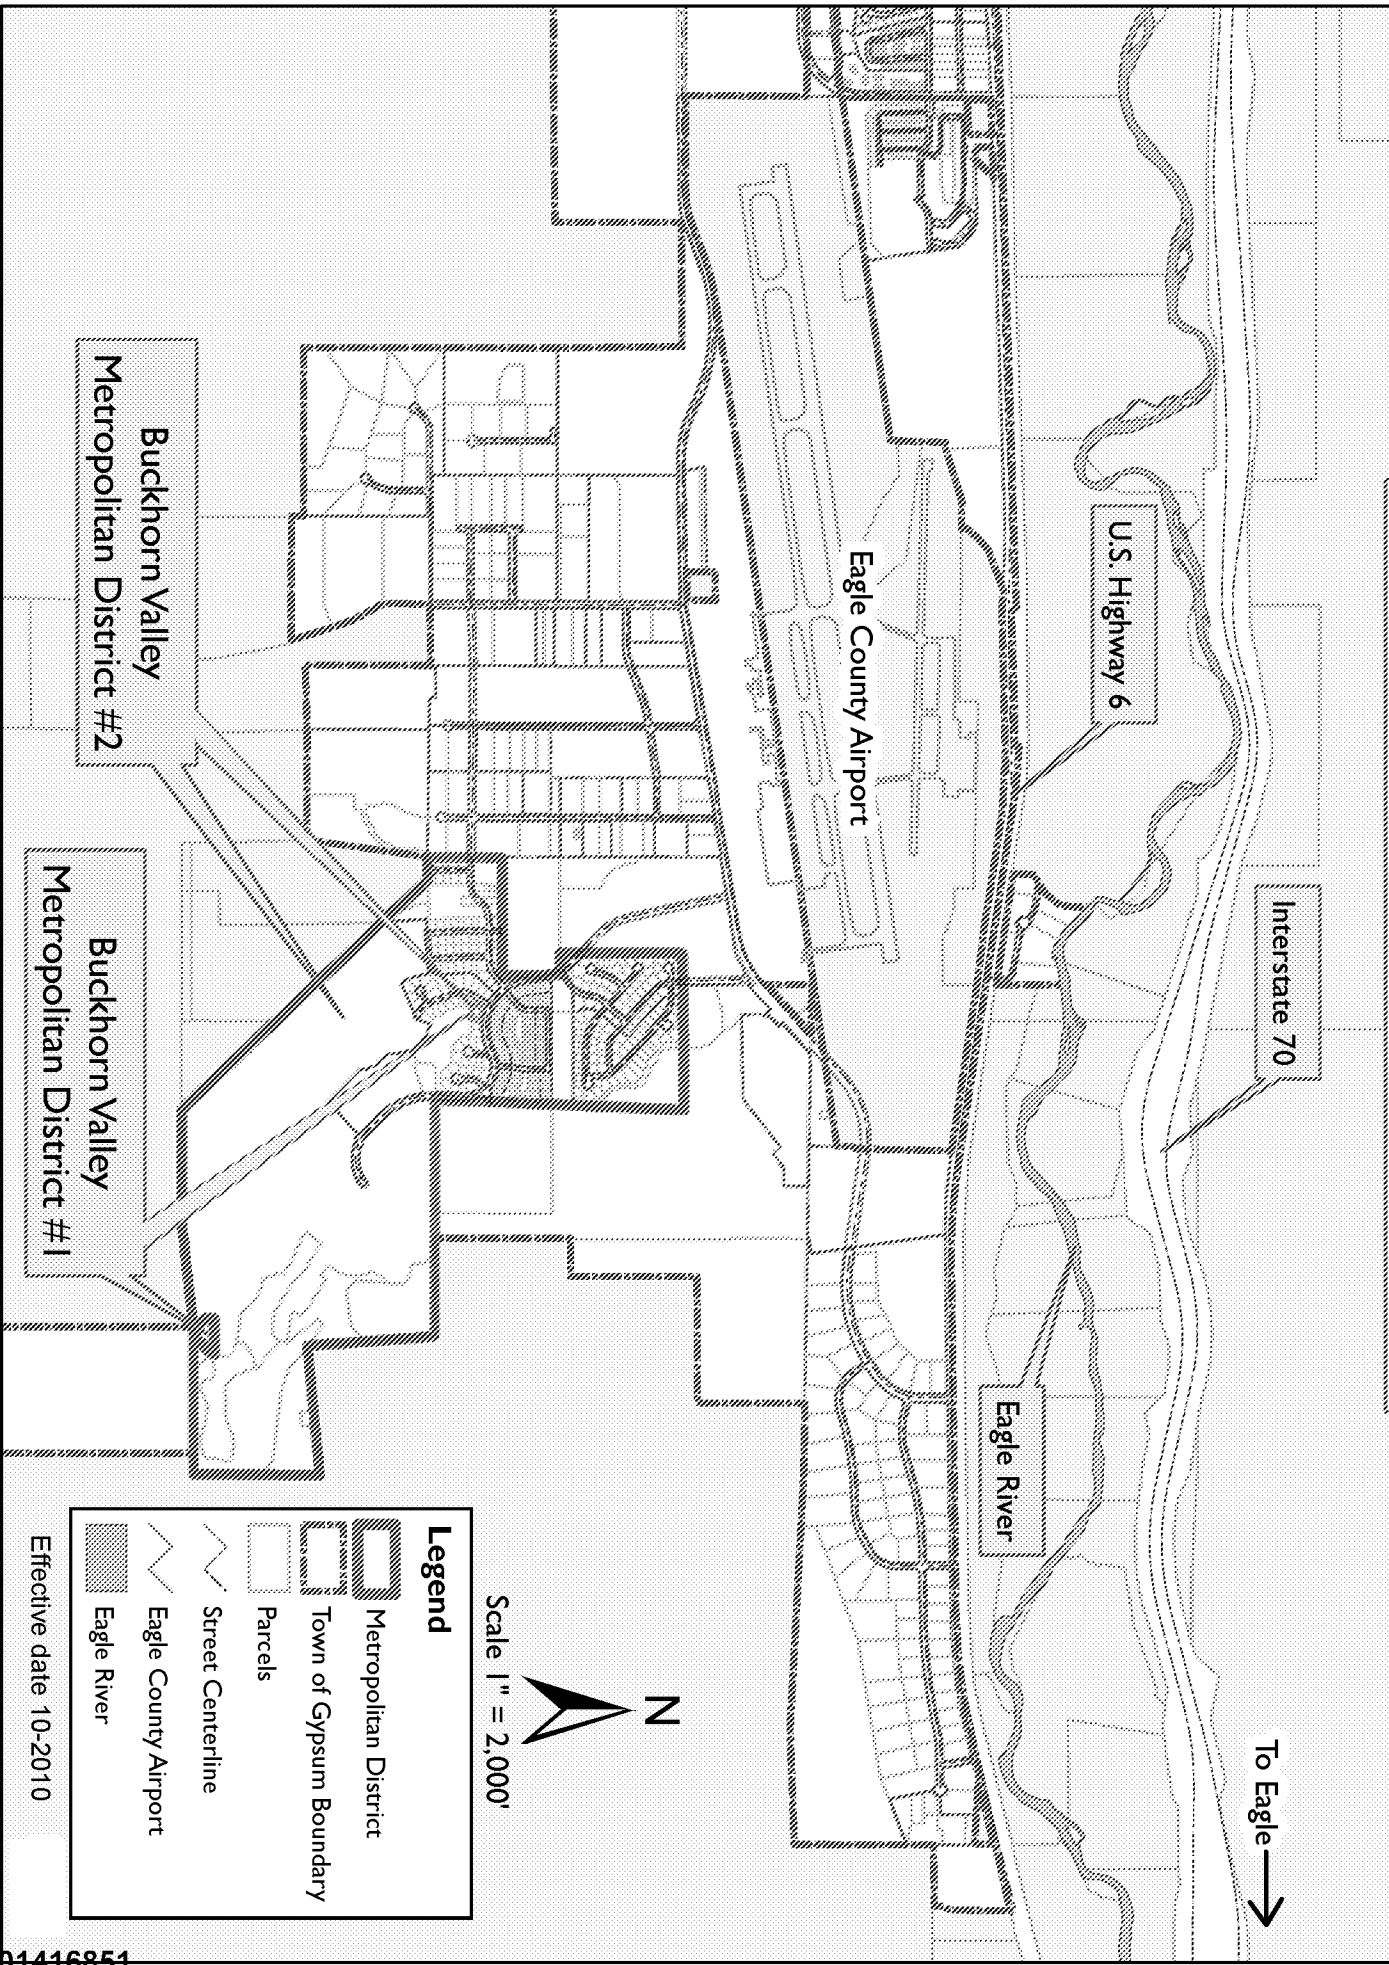 Interstate 70
To Eagle
U.S. Highway 6
Eagle River
Eagle County Airport
Buckhorn Valley
Metropolitan District #2
Buckhorn Valley
Metropolitan District #1
N
Scale 1" = 2,000'
Legend
Metropolitan District
Town of Gypsum Boundary
Parcels
Street Centerline
Eagle County Airport
Eagle River
Effective date 10-2010